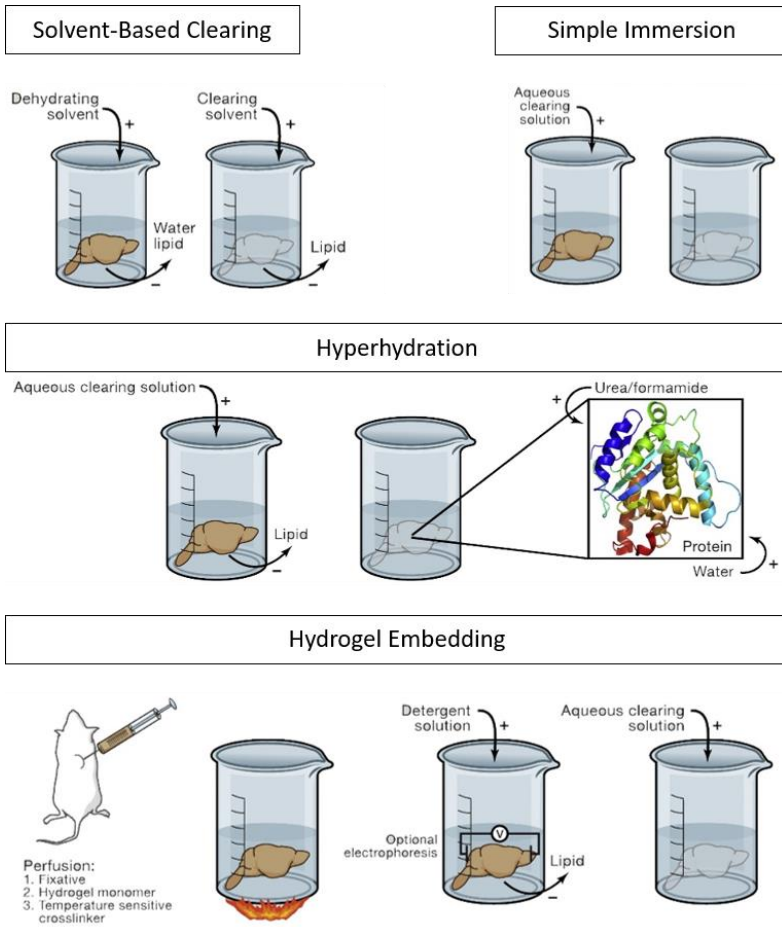 Solvent-Based Clearing
Simple Immersion
Dehydrating
solvent
+
Clearing
solvent
+
Water
lipid
−
Lipid
−
Aqueous
clearing
solution
+
Hyperhydration
Aqueous clearing solution
+
Lipid
−
Urea/formamide
+
Protein
Water
+
Hydrogel Embedding
Perfusion:
1. Fixative
2. Hydrogel monomer
3. Temperature sensitive
crosslinker
Detergent
solution
+
Optional
electrophoresis
V
Lipid
−
Aqueous clearing
solution
+